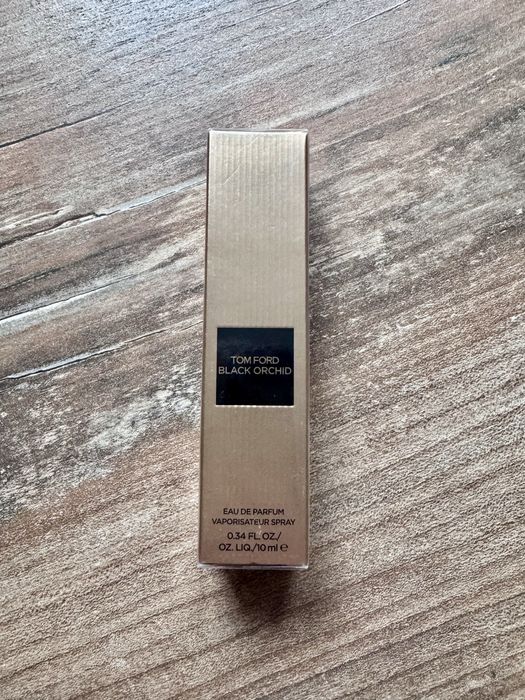 TOM FORD
BLACK ORCHID
EAU DE PARFUM
VAPORISATEUR SPRAY
0.34 FL. OZ./
OZ. LIQ./10 ml ℮